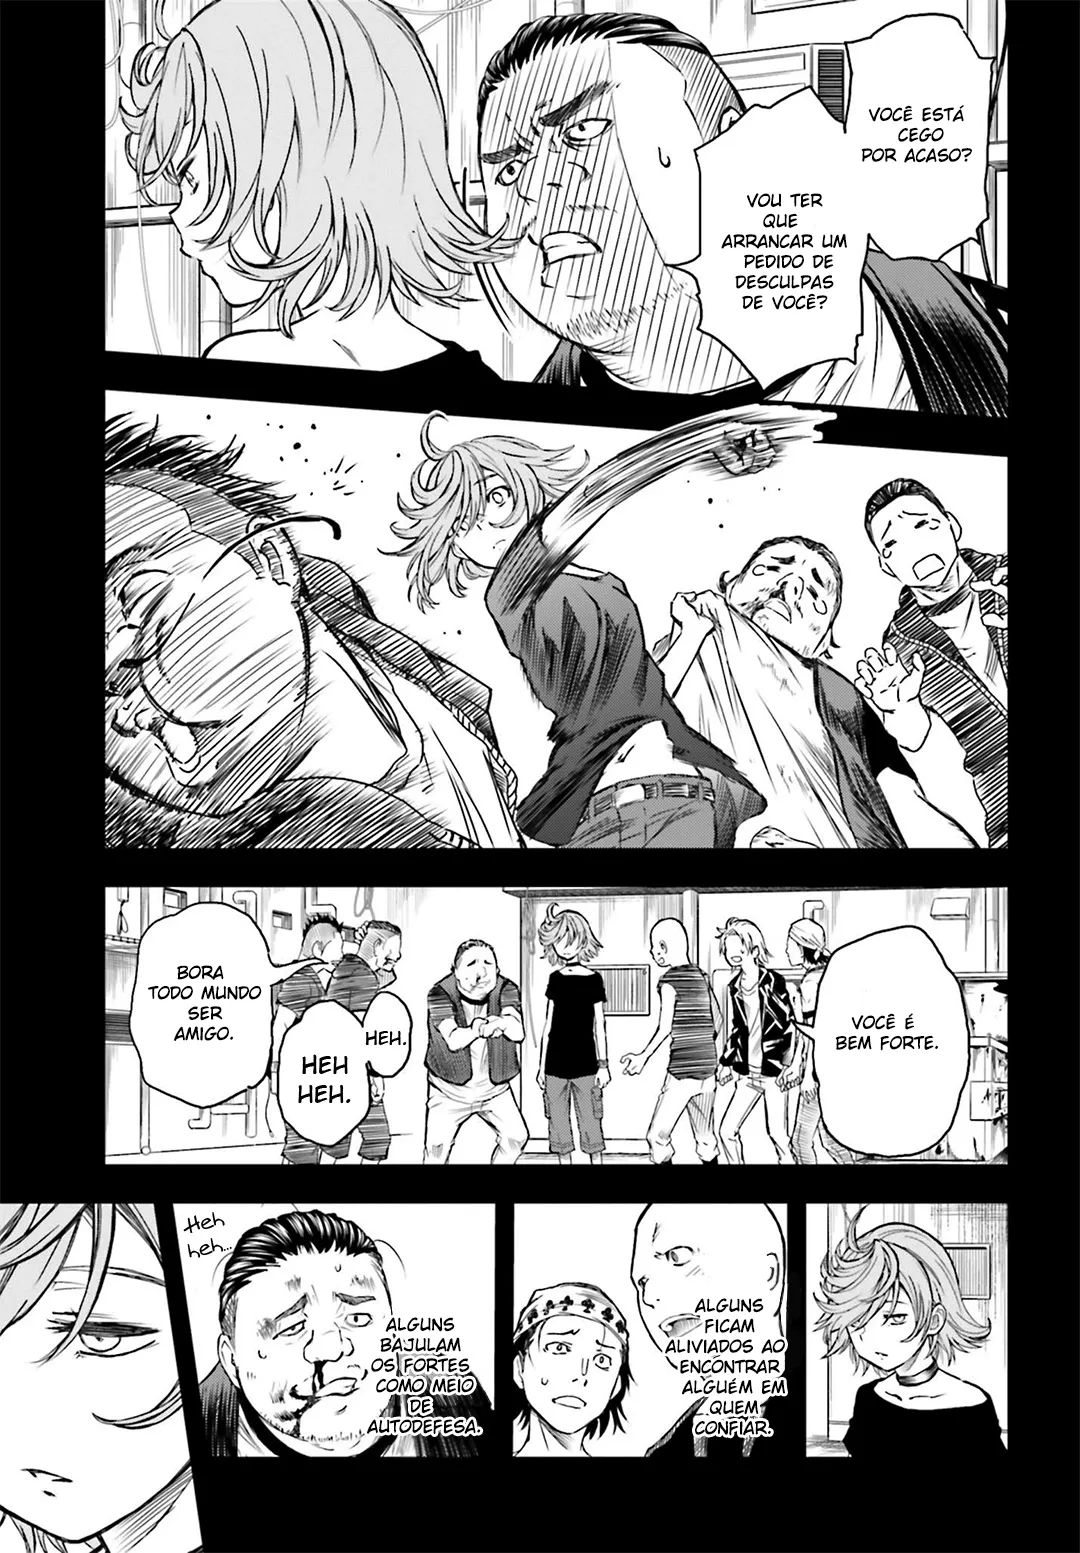 VOCÊ ESTÁ
CEGO
POR ACASO?
VOU TER
QUE
ARRANCAR UM
PEDIDO DE
DESCULPAS
DE VOCÊ?
VOCÊ É
BEM FORTE.
HEH.
HEH
HEH.
BORA
TODO MUNDO
SER
AMIGO.
ALGUNS
FICAM
ALIVIADOS AO
ENCONTRAR
ALGUÉM EM
QUEM
CONFIAR.
Heh
heh...
ALGUNS
BAJULAM
OS FORTES
COMO MEIO
DE
AUTODEFESA.